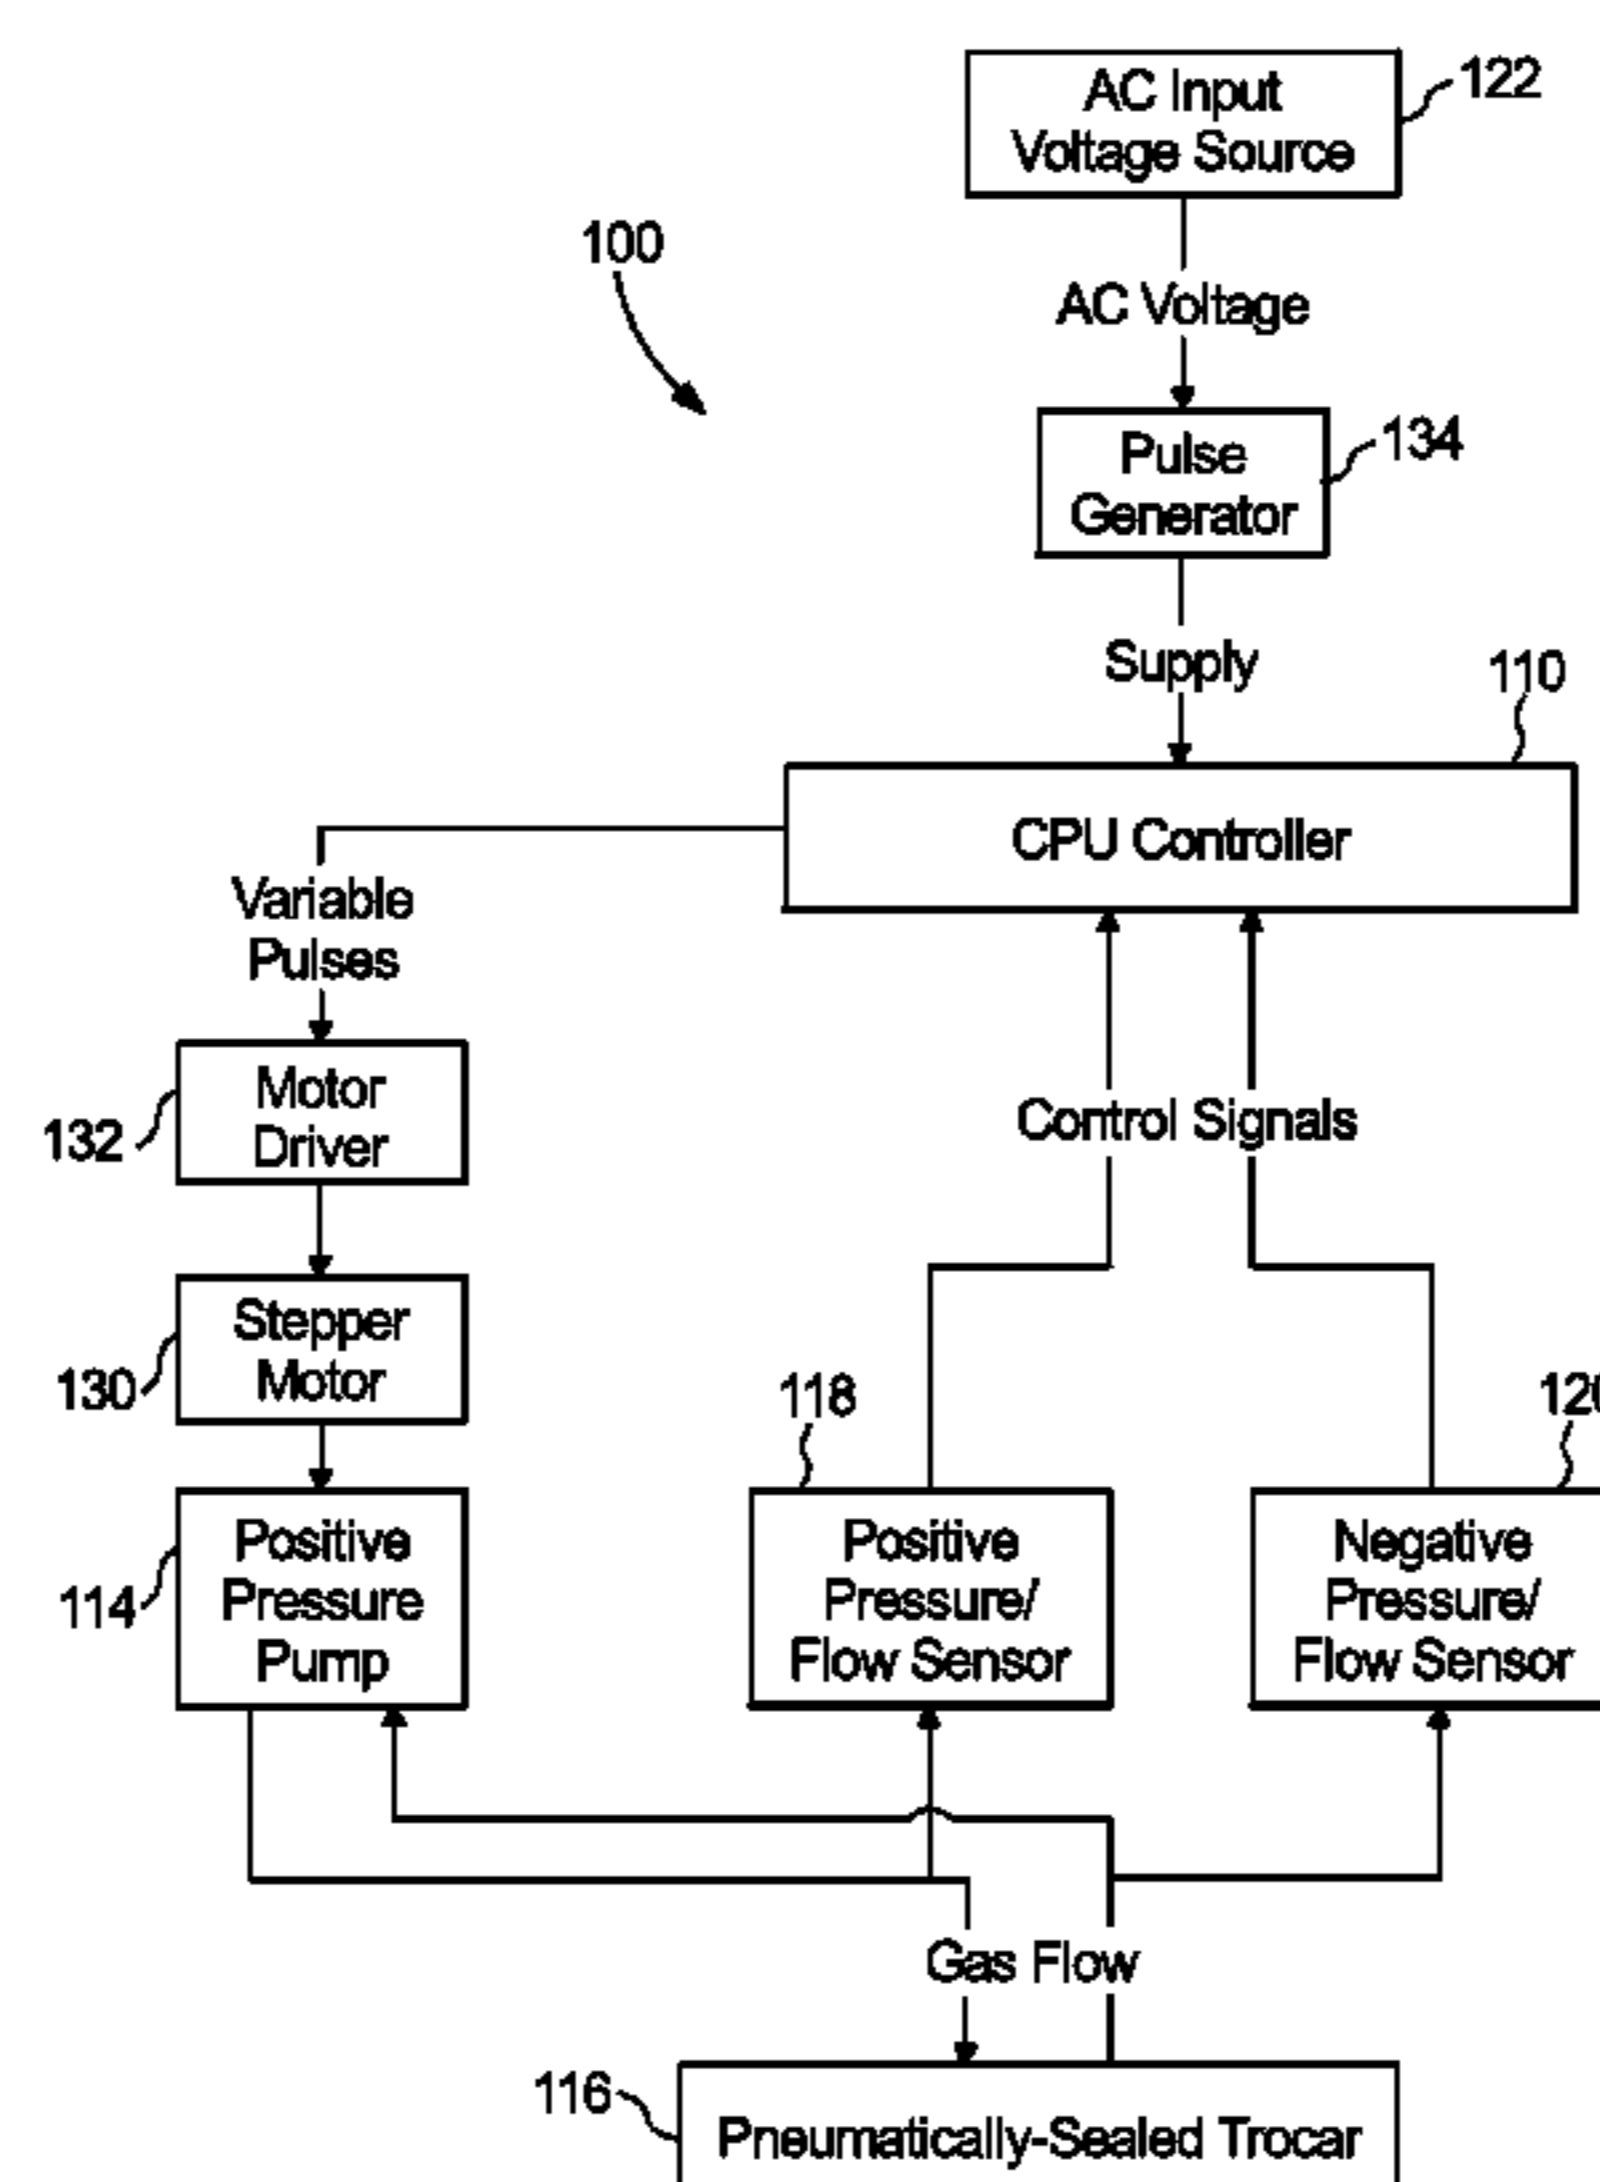 AC Input
Voltage Source
122
100
AC Voltage
Pulse
Generator
134
Supply
110
CPU Controller
Variable
Pulses
Motor
Driver
132
Control Signals
Stepper
Motor
130
118
Positive
Pressure
Pump
114
Positive
Pressure/
Flow Sensor
Negative
Pressure/
Flow Sensor
Gas Flow
116
Pneumatically-Sealed Trocar